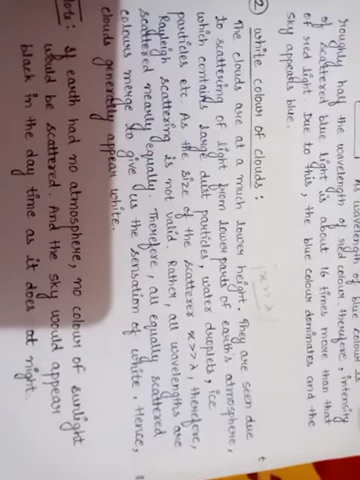 As wavelength of blue colour is
roughly half the wavelength of red colour, therefore, intensity
of scattered blue light is about 16 times more than that
of red light. Due to this, the blue colour dominates and the
sky appears blue.
② White colour of clouds:
x >> λ
The clouds are at a much lower height. They are seen due
to scattering of light from lower parts of earth's atmosphere,
which contains large dust particles, water droplets, ice
particles etc. As the size of the scatterer x >> λ, therefore,
Rayleigh scattering is not valid. Rather, all wavelengths are
scattered nearly equally. Therefore, all equally scattered
colours merge to give us the sensation of white. Hence,
clouds generally appear white.
Note: If earth had no atmosphere, no colour of sunlight
would be scattered. And the sky would appear
black in the day time as it does at night.